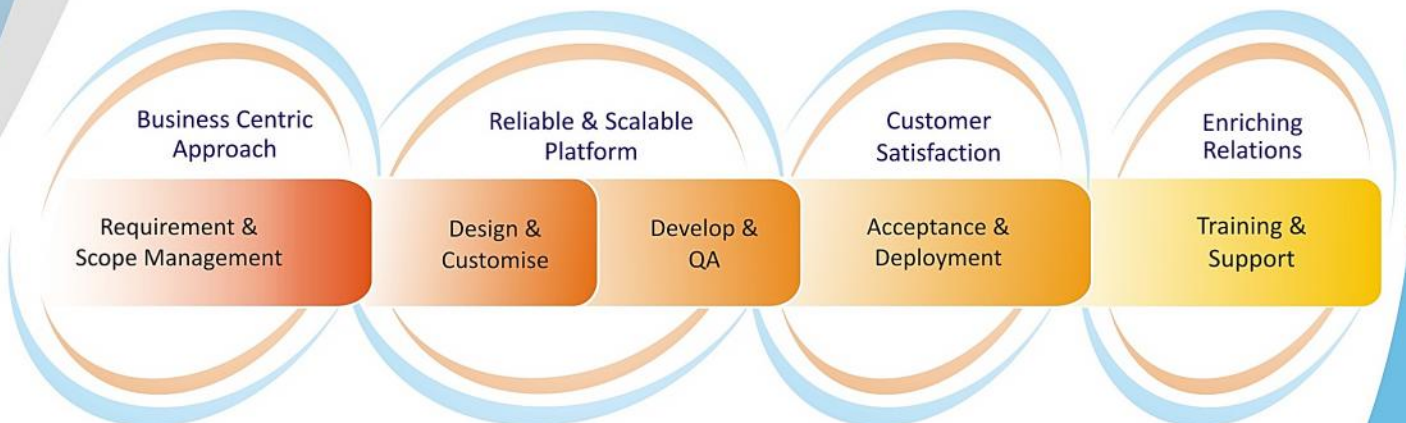 Business Centric
Approach
Reliable & Scalable
Platform
Customer
Satisfaction
Enriching
Relations
Requirement &
Scope Management
Design &
Customise
Develop &
QA
Acceptance &
Deployment
Training &
Support